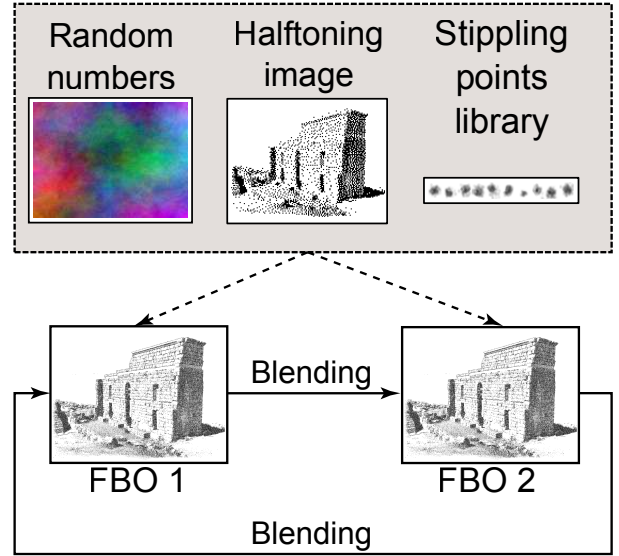 Random
numbers
Halftoning
image
Stippling
points
library
Blending
FBO 1
FBO 2
Blending